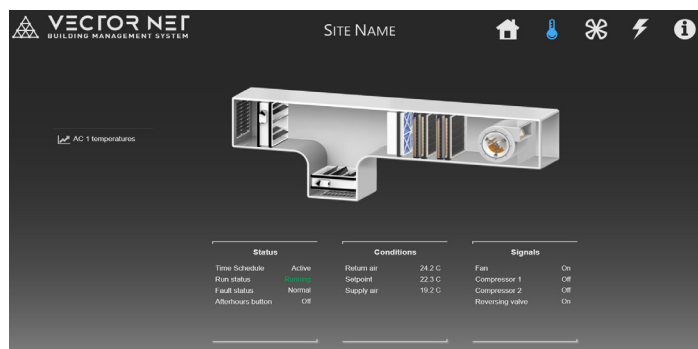 VECTOR NET
BUILDING MANAGEMENT SYSTEM
SITE NAME
AC 1 temperatures
Status
Time Schedule Active
Run status Running
Fault status Normal
Afterhours button Off
Conditions
Return air 24.2 C
Setpoint 22.3 C
Supply air 19.2 C
Signals
Fan On
Compressor 1 Off
Compressor 2 Off
Reversing valve On